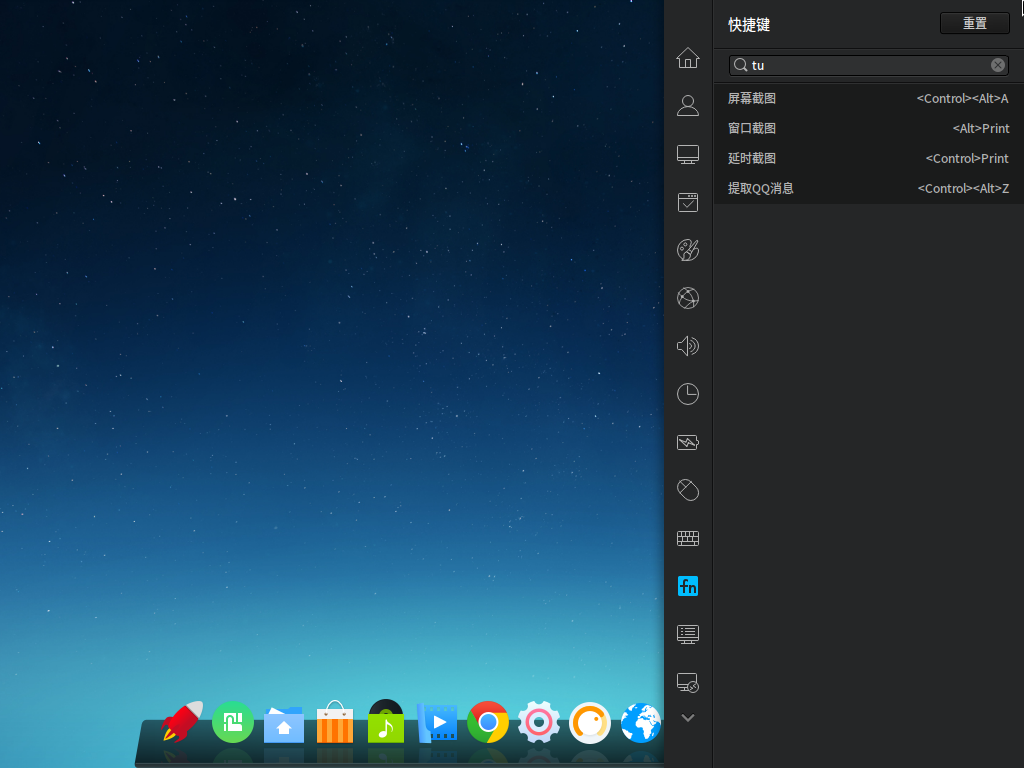 快捷键
重置
tu
屏幕截图 <Control><Alt>A
窗口截图 <Alt>Print
延时截图 <Control>Print
提取QQ消息 <Control><Alt>Z
fn